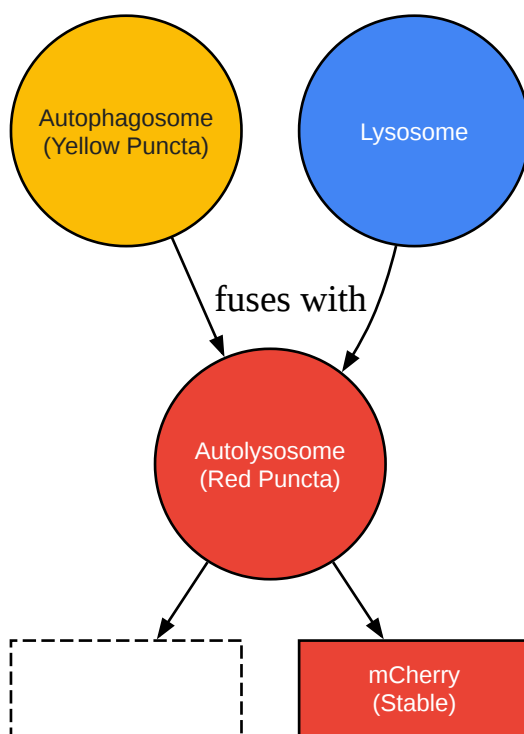 Autophagosome
(Yellow Puncta)
Lysosome
fuses with
Autolysosome
(Red Puncta)
mCherry
(Stable)